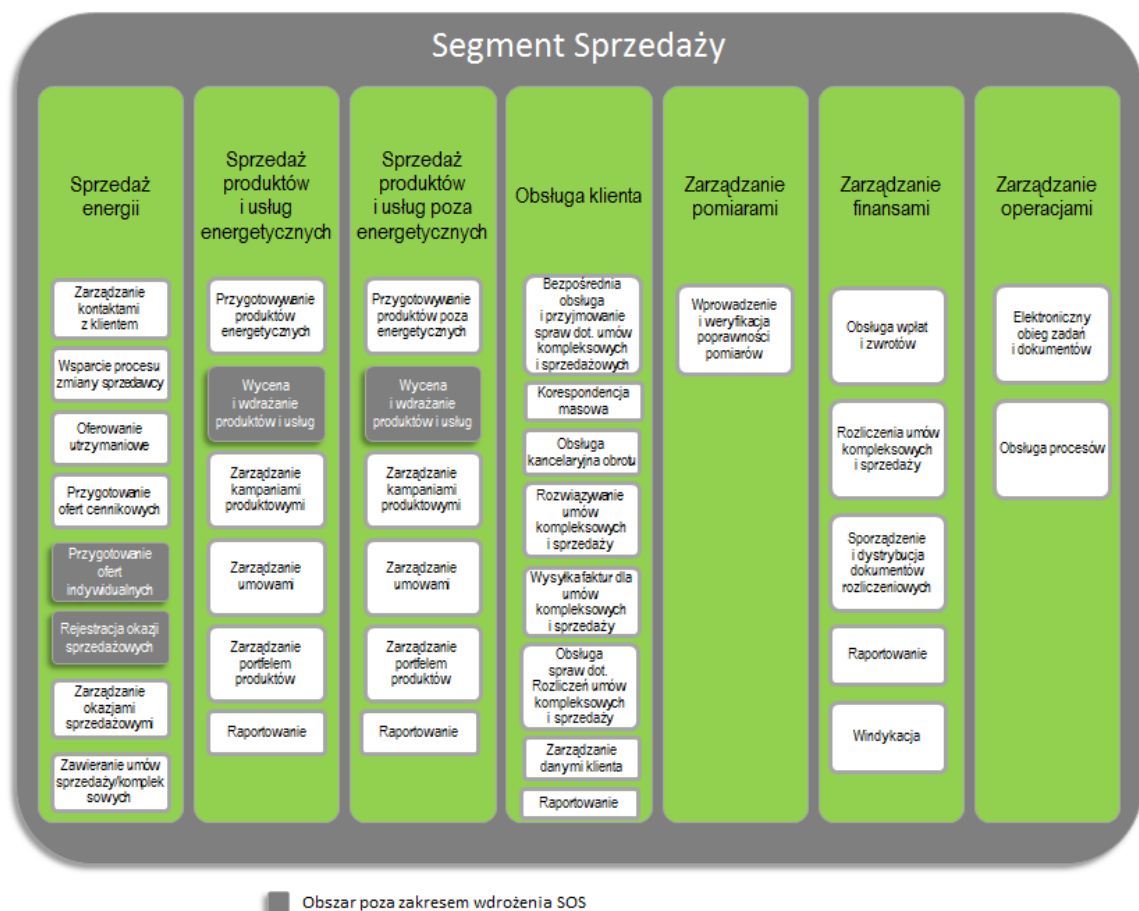 Segment Sprzedaży
Sprzedaż
energii
Zarządzanie
kontaktami
z klientem
Wsparcie procesu
zmiany sprzedawcy
Oferowanie
utrzymaniowe
Przygotowanie
ofert cennikowych
Przygotowanie
ofert
indywidualnych
Rejestracja okazji
sprzedażowych
Zarządzanie
okazjami
sprzedażowymi
Zawieranie umów
sprzedaży/komplek
sowych
Sprzedaż
produktów
i usług
energetycznych
Przygotowywanie
produktów
energetycznych
Wycena
i wdrażanie
produktów i usług
Zarządzanie
kampaniami
produktowymi
Zarządzanie
umowami
Zarządzanie
portfelem
produktów
Raportowanie
Sprzedaż
produktów
i usług poza
energetycznych
Przygotowywanie
produktów poza
energetycznych
Wycena
i wdrażanie
produktów i usług
Zarządzanie
kampaniami
produktowymi
Zarządzanie
umowami
Zarządzanie
portfelem
produktów
Raportowanie
Obsługa klienta
Bezpośrednia
obsługa
i przyjmowanie
spraw dot. umów
kompleksowych
i sprzedażowych
Korespondencja
masowa
Obsługa
kancelaryjna obrotu
Rozwiązywanie
umów
kompleksowych
i sprzedaży
Wysyłka faktur dla
umów
kompleksowych
i sprzedaży
Obsługa
spraw dot.
Rozliczeń umów
kompleksowych
i sprzedaży
Zarządzanie
danymi klienta
Raportowanie
Zarządzanie
pomiarami
Wprowadzenie
i weryfikacja
poprawności
pomiarów
Zarządzanie
finansami
Obsługa wpłat
i zwrotów
Rozliczenia umów
kompleksowych
i sprzedaży
Sporządzenie
i dystrybucja
dokumentów
rozliczeniowych
Raportowanie
Windykacja
Zarządzanie
operacjami
Elektroniczny
obieg zadań
i dokumentów
Obsługa procesów
Obszar poza zakresem wdrożenia SOS